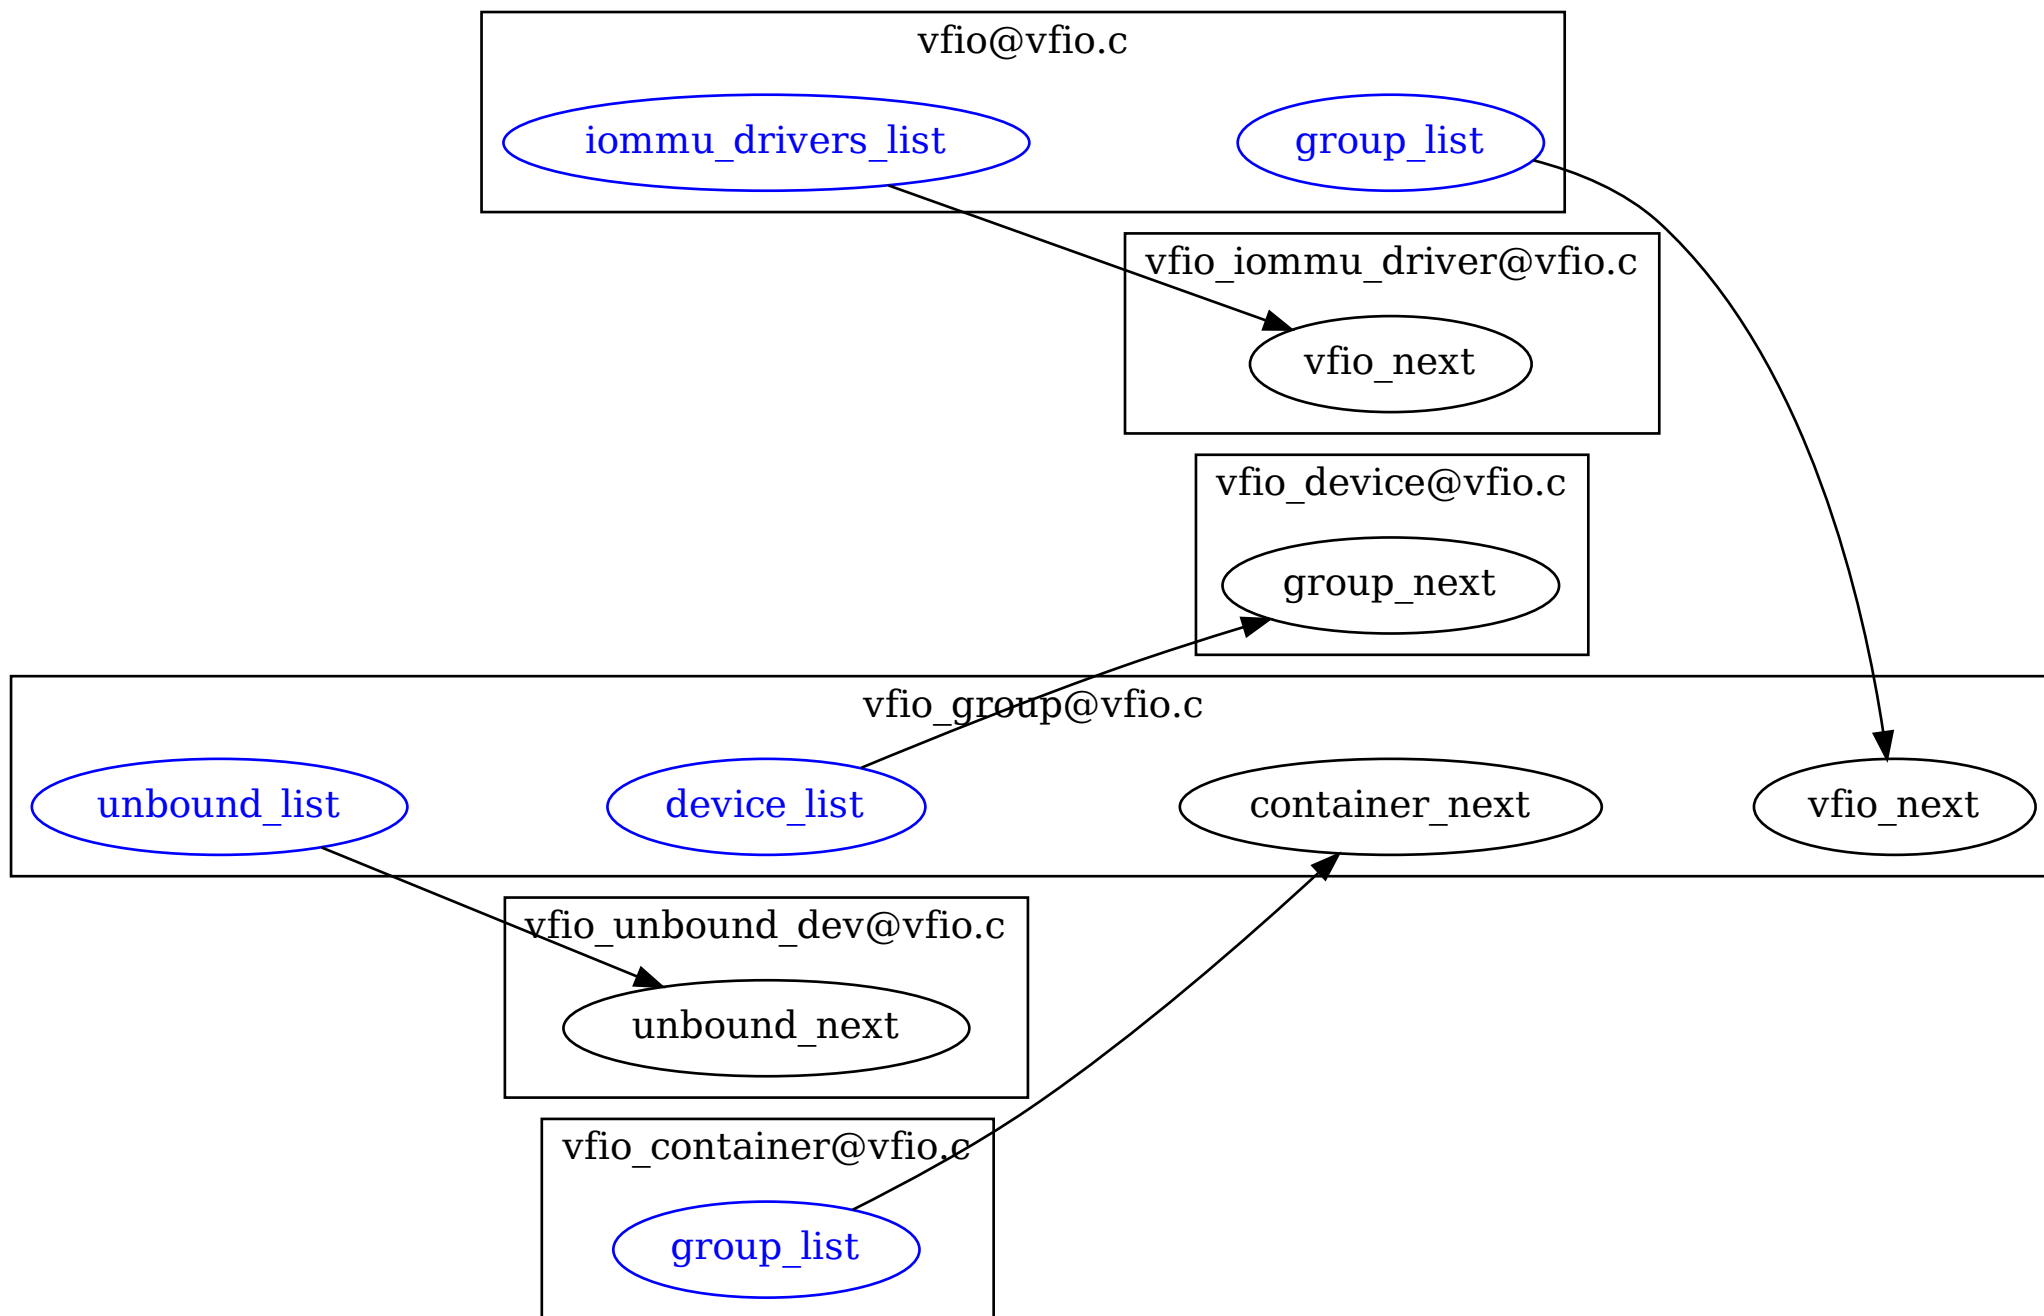 vfio@vfio.c
iommu_drivers_list
group_list
vfio_iommu_driver@vfio.c
vfio_next
vfio_device@vfio.c
group_next
vfio_group@vfio.c
unbound_list
device_list
container_next
vfio_next
vfio_unbound_dev@vfio.c
unbound_next
vfio_container@vfio.c
group_list